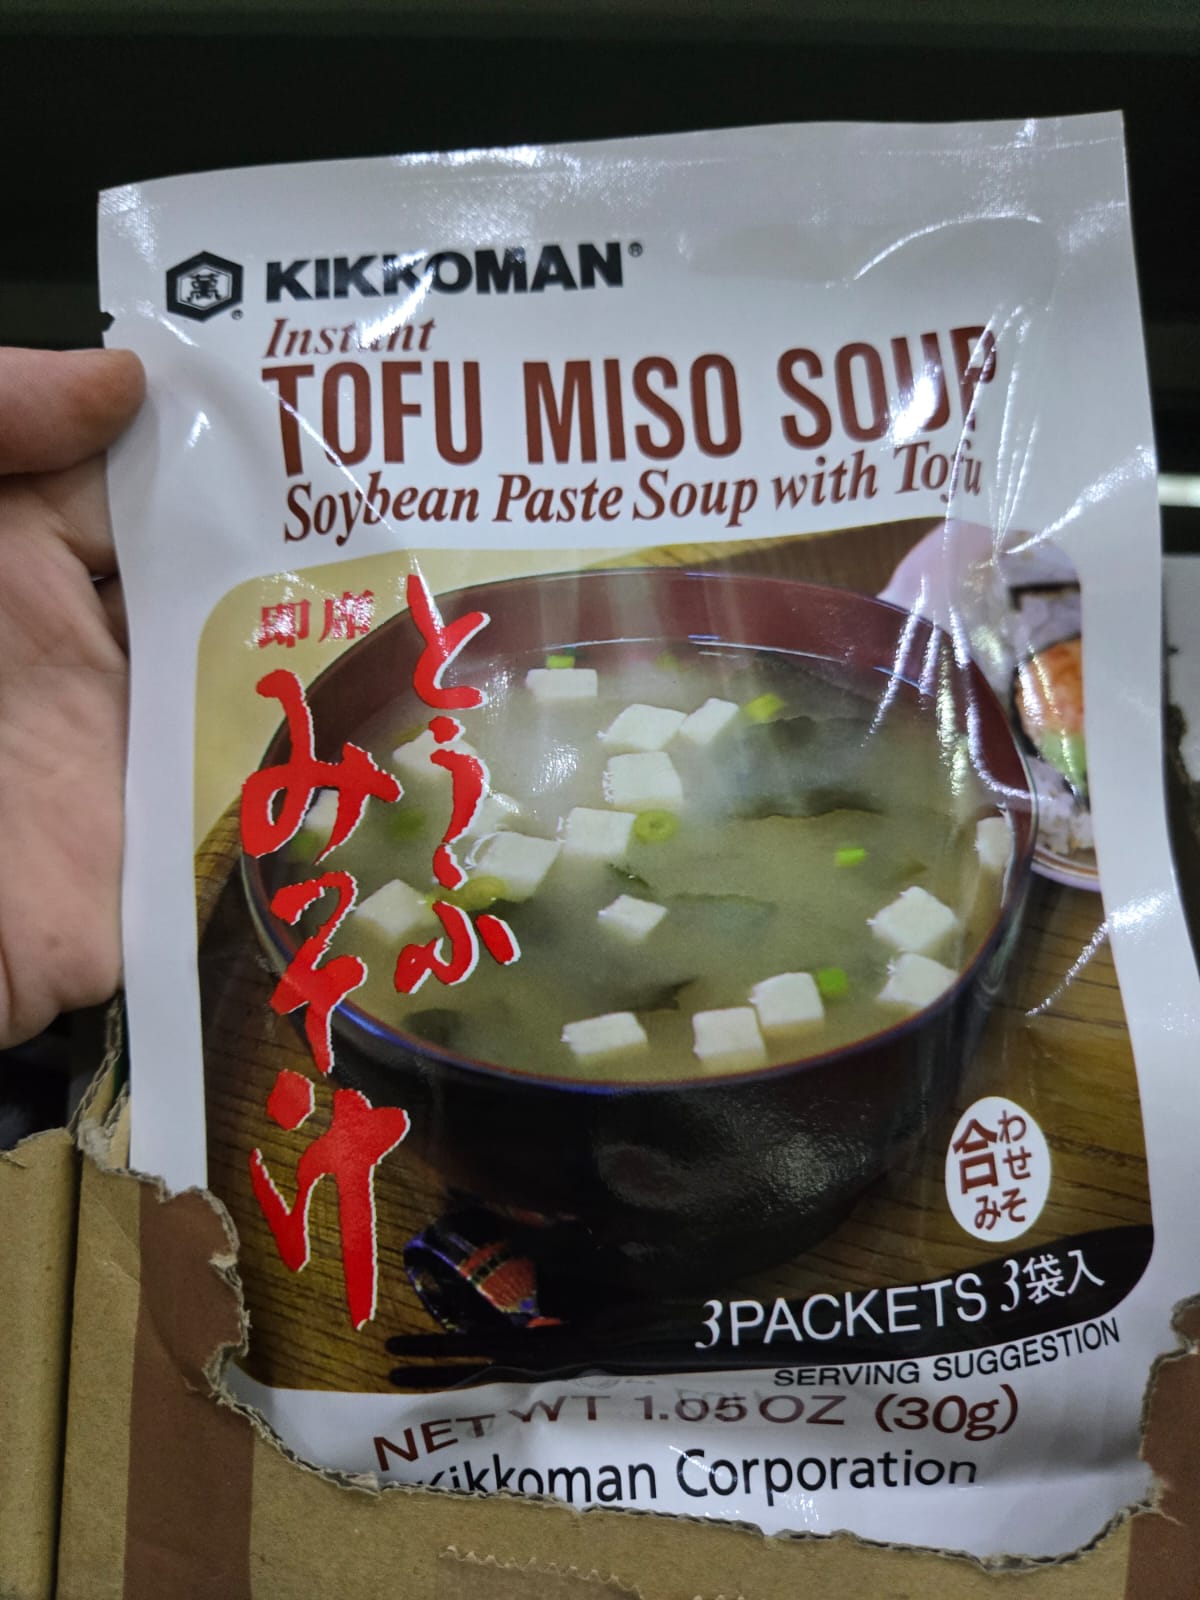 萬
KIKKOMAN®
Instant
TOFU MISO SOUP
Soybean Paste Soup with Tofu
即席
とうふ
みそ汁
合わせ
みそ
3PACKETS 3袋入
SERVING SUGGESTION
NET WT 1.05 OZ (30g)
Kikkoman Corporation